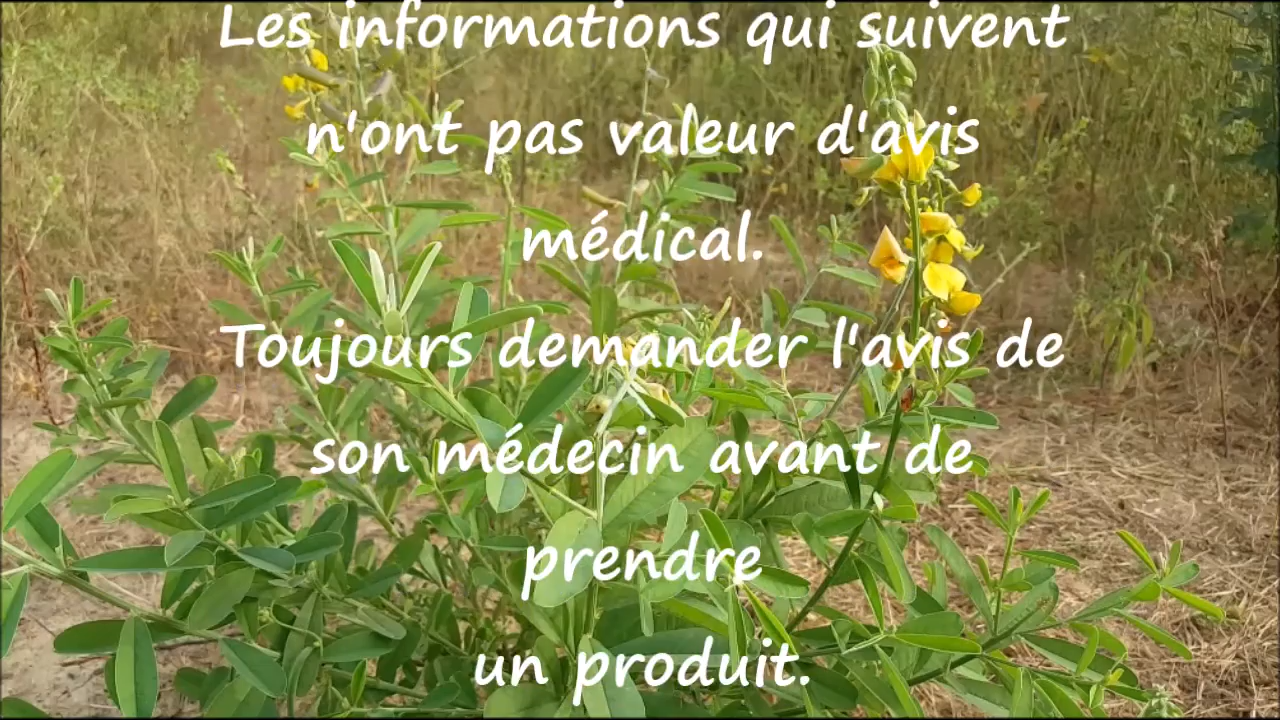 Les informations qui suivent
n'ont pas valeur d'avis
médical.
Toujours demander l'avis de
son médecin avant de
prendre
un produit.